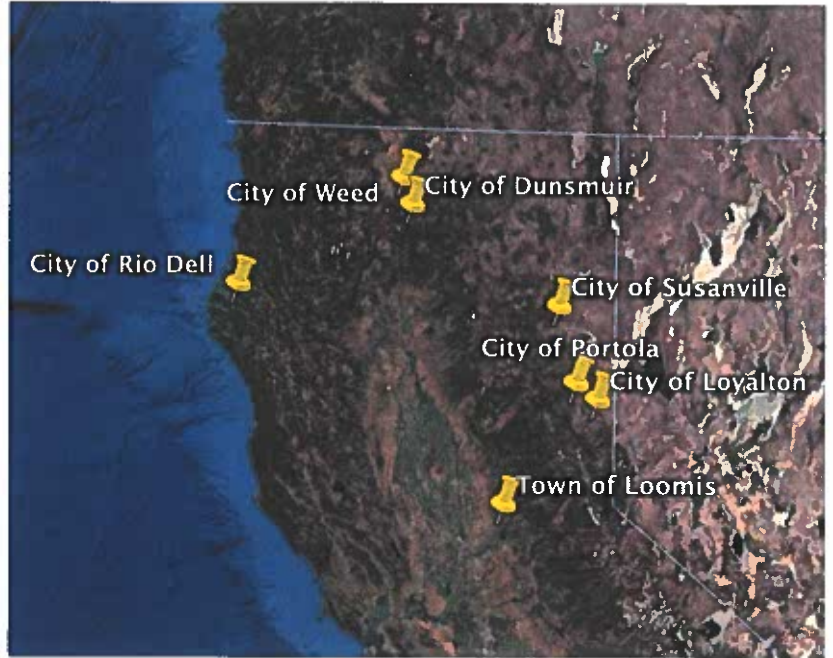 City of Weed
City of Dunsmuir
City of Rio Dell
City of Susanville
City of Portola
City of Loyalton
Town of Loomis